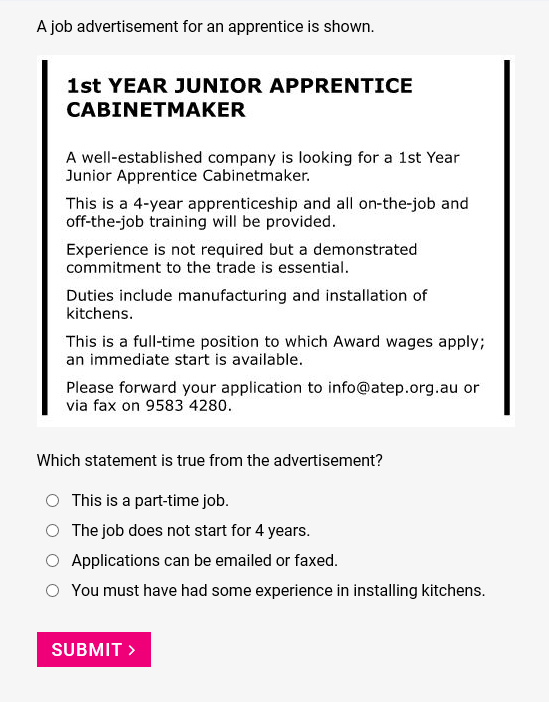 A job advertisement for an apprentice is shown.
1st YEAR JUNIOR APPRENTICE
CABINETMAKER
A well-established company is looking for a 1st Year
Junior Apprentice Cabinetmaker.
This is a 4-year apprenticeship and all on-the-job and
off-the-job training will be provided.
Experience is not required but a demonstrated
commitment to the trade is essential.
Duties include manufacturing and installation of
kitchens.
This is a full-time position to which Award wages apply;
an immediate start is available.
Please forward your application to info@atep.org.au or
via fax on 9583 4280.
Which statement is true from the advertisement?
This is a part-time job.
The job does not start for 4 years.
Applications can be emailed or faxed.
You must have had some experience in installing kitchens.
SUBMIT >